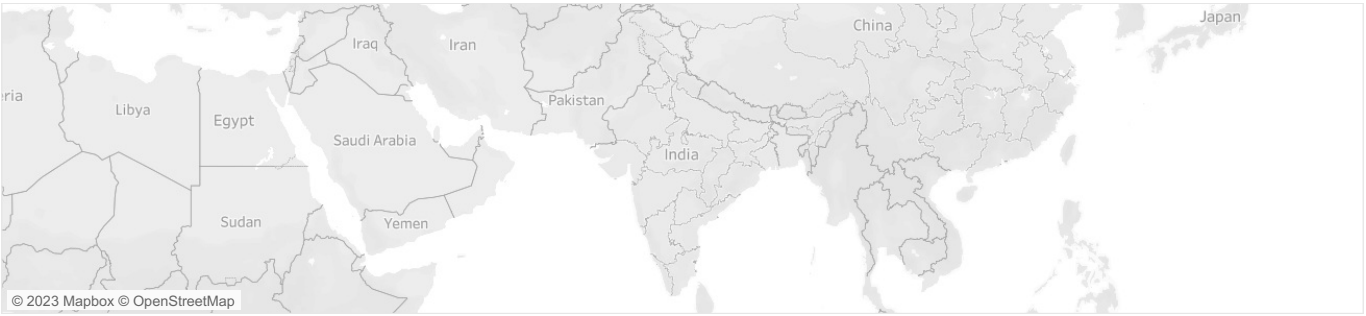 Japan
China
Iraq
Iran
eria
Pakistan
Libya
Egypt
Saudi Arabia
India
Sudan
Yemen
© 2023 Mapbox © OpenStreetMap